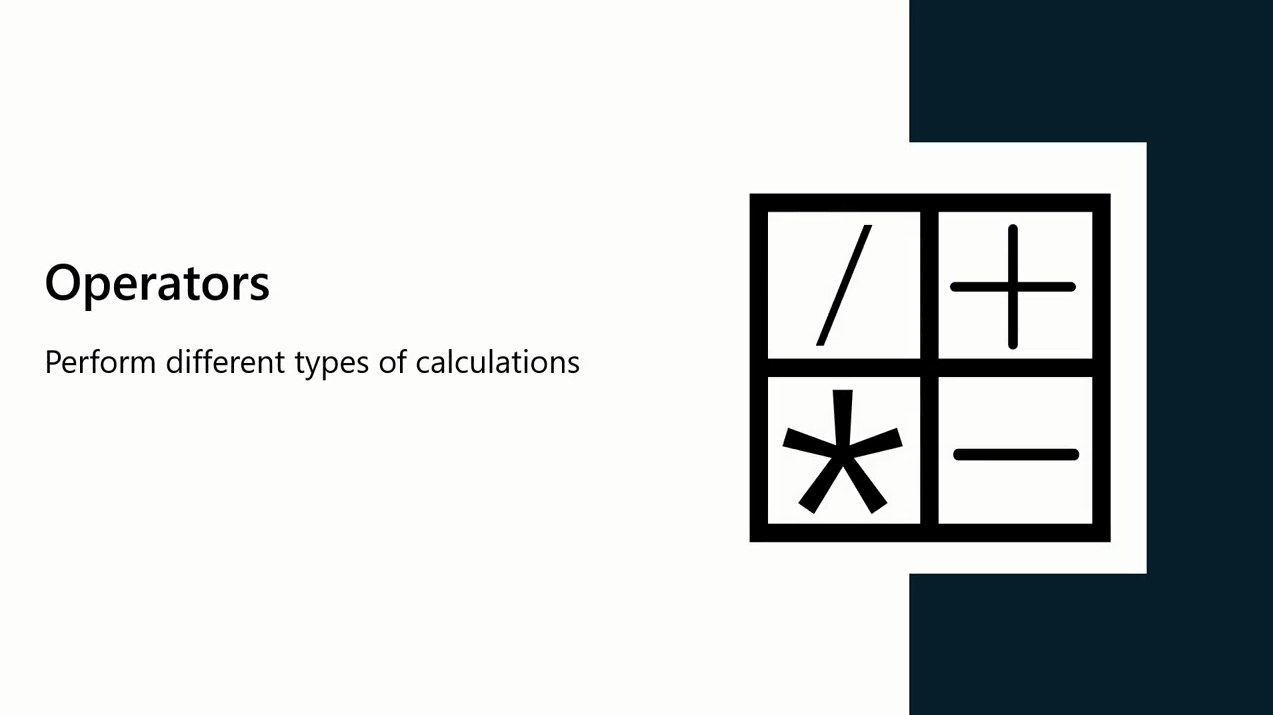 Operators
Perform different types of calculations
/ +
* −